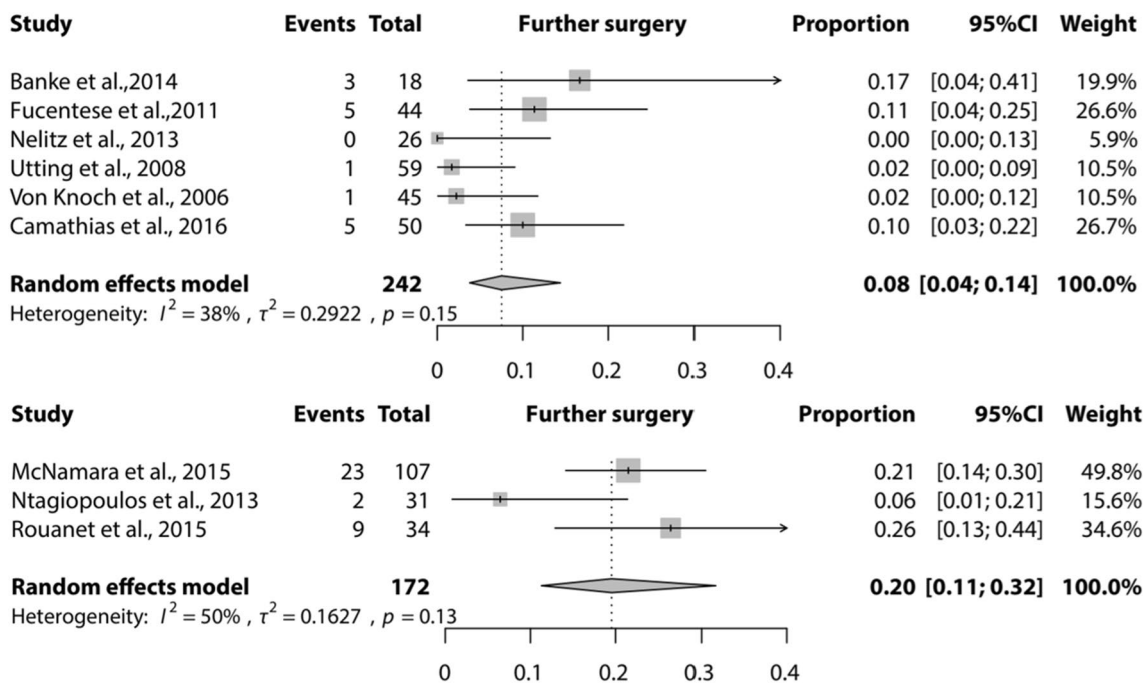 Study Events Total Further surgery Proportion 95%CI Weight
Banke et al.,2014 3 18 0.17 [0.04; 0.41] 19.9%
Fucentese et al.,2011 5 44 0.11 [0.04; 0.25] 26.6%
Nelitz et al., 2013 0 26 0.00 [0.00; 0.13] 5.9%
Utting et al., 2008 1 59 0.02 [0.00; 0.09] 10.5%
Von Knoch et al., 2006 1 45 0.02 [0.00; 0.12] 10.5%
Camathias et al., 2016 5 50 0.10 [0.03; 0.22] 26.7%
Random effects model 242 0.08 [0.04; 0.14] 100.0%
Heterogeneity: I² = 38% , τ² = 0.2922 , p = 0.15
0 0.1 0.2 0.3 0.4
Study Events Total Further surgery Proportion 95%CI Weight
McNamara et al., 2015 23 107 0.21 [0.14; 0.30] 49.8%
Ntagiopoulos et al., 2013 2 31 0.06 [0.01; 0.21] 15.6%
Rouanet et al., 2015 9 34 0.26 [0.13; 0.44] 34.6%
Random effects model 172 0.20 [0.11; 0.32] 100.0%
Heterogeneity: I² = 50% , τ² = 0.1627 , p = 0.13
0 0.1 0.2 0.3 0.4